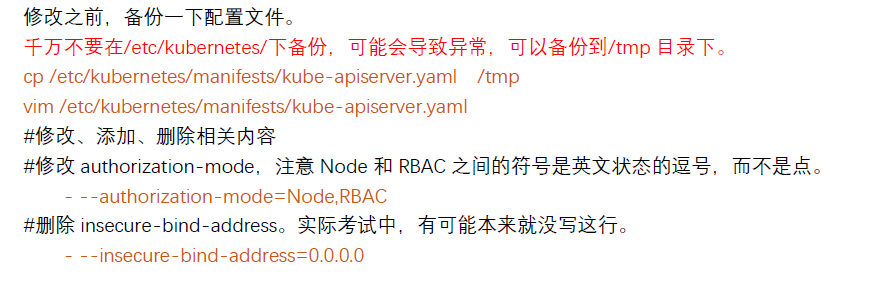 修改之前，备份一下配置文件。
千万不要在/etc/kubernetes/下备份，可能会导致异常，可以备份到/tmp 目录下。
cp /etc/kubernetes/manifests/kube-apiserver.yaml /tmp
vim /etc/kubernetes/manifests/kube-apiserver.yaml
#修改、添加、删除相关内容
#修改 authorization-mode，注意 Node 和 RBAC 之间的符号是英文状态的逗号，而不是点。
- --authorization-mode=Node,RBAC
#删除 insecure-bind-address。实际考试中，有可能本来就没写这行。
- --insecure-bind-address=0.0.0.0